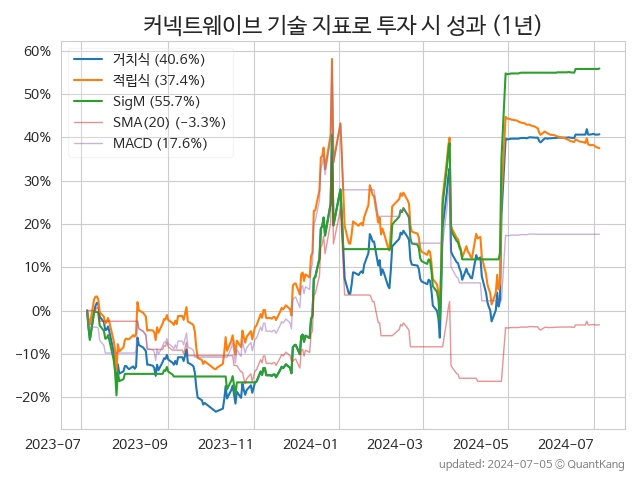 커넥트웨이브 기술 지표로 투자 시 성과 (1년)
60%
50%
40%
30%
20%
10%
0%
−10%
−20%
거치식 (40.6%)
적립식 (37.4%)
SigM (55.7%)
SMA(20) (−3.3%)
MACD (17.6%)
2023−07
2023−09
2023−11
2024−01
2024−03
2024−05
2024−07
updated: 2024-07-05 © QuantKang